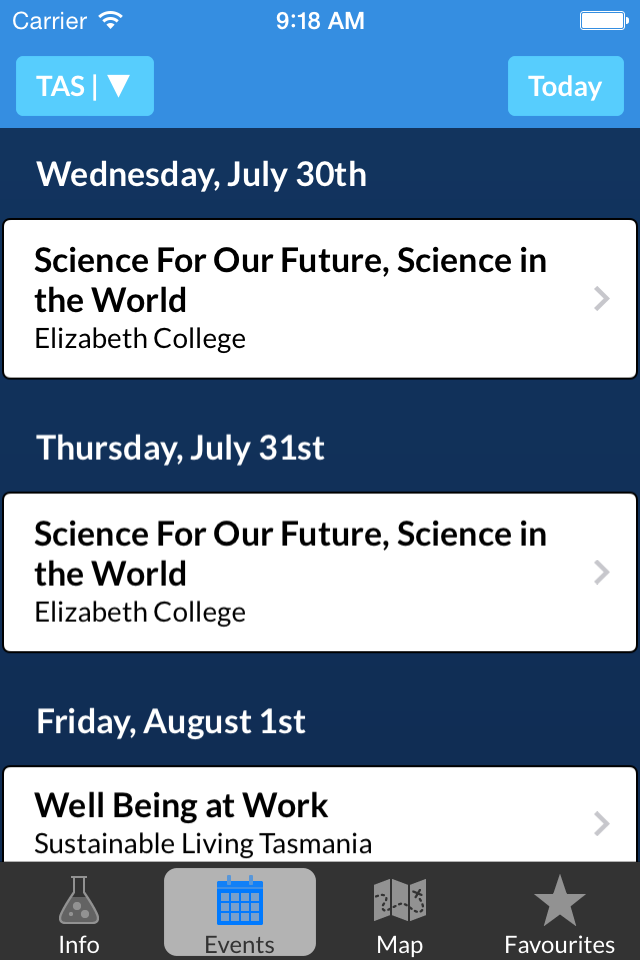 Carrier 9:18 AM
TAS | ▼ Today
Wednesday, July 30th
Science For Our Future, Science in
the World
Elizabeth College
Thursday, July 31st
Science For Our Future, Science in
the World
Elizabeth College
Friday, August 1st
Well Being at Work
Sustainable Living Tasmania
Info Events Map Favourites